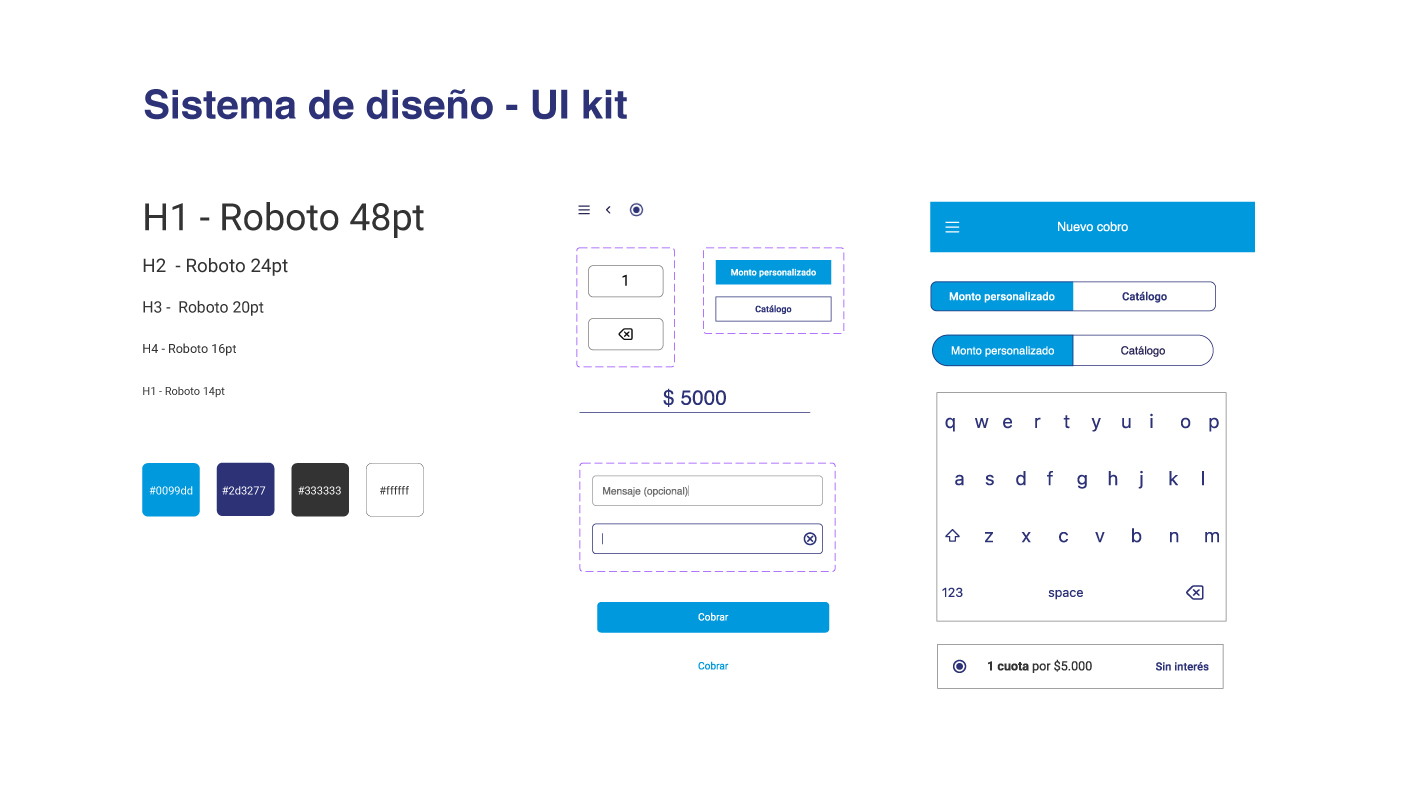 Sistema de diseño - UI kit
H1 - Roboto 48pt
H2 - Roboto 24pt
H3 - Roboto 20pt
H4 - Roboto 16pt
H1 - Roboto 14pt
#0099dd #2d3277 #333333 #ffffff
1
Monto personalizado
Catálogo
$ 5000
Mensaje (opcional)
Cobrar
Cobrar
Nuevo cobro
Monto personalizado Catálogo
Monto personalizado Catálogo
q w e r t y u i o p
a s d f g h j k l
z x c v b n m
123 space
1 cuota por $5.000 Sin interés